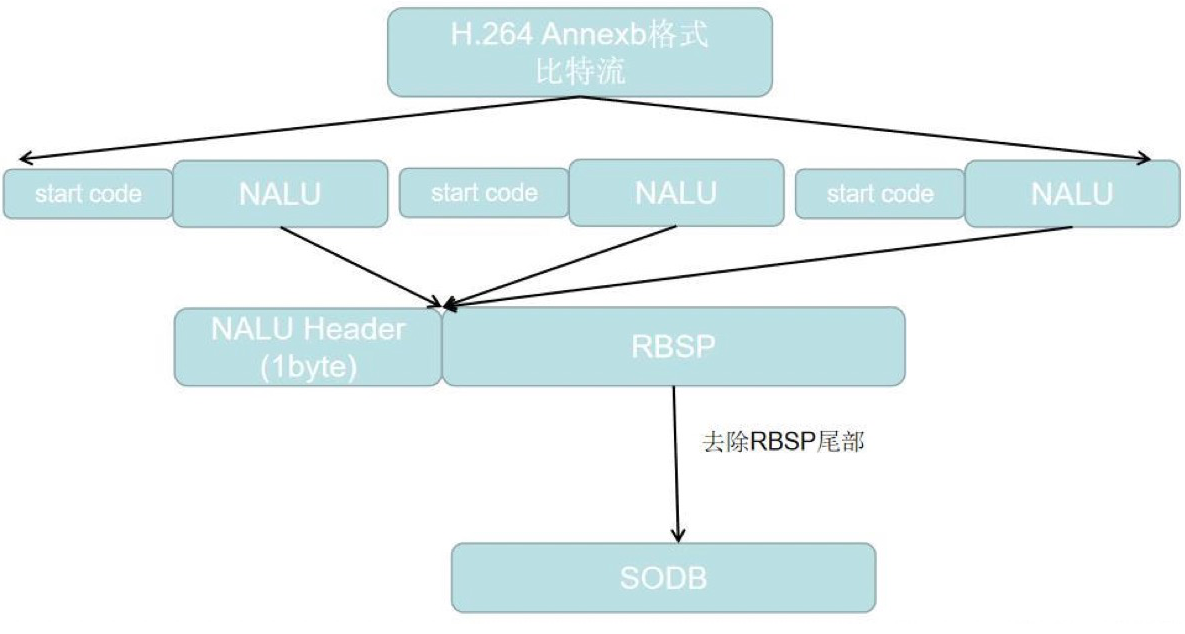 H.264 Annexb格式
比特流
start code
NALU
start code
NALU
start code
NALU
NALU Header
(1byte)
RBSP
去除RBSP尾部
SODB